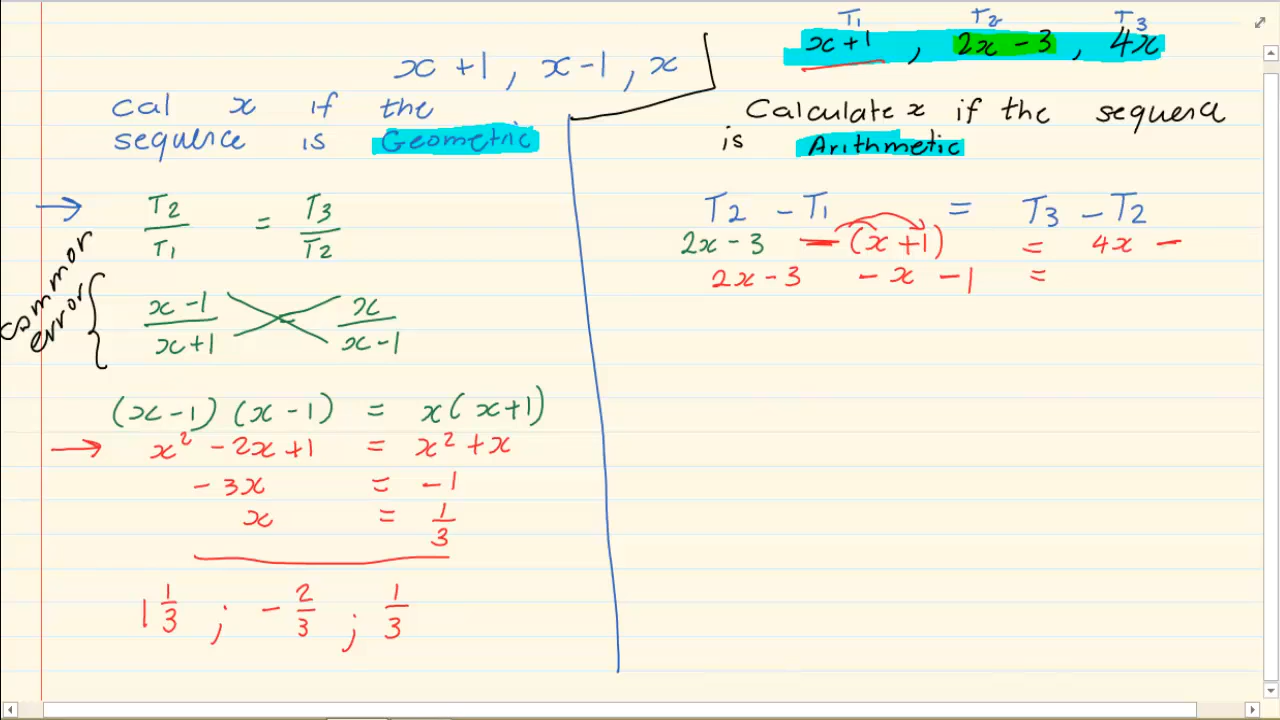 x + 1 , x - 1 , x
cal x if the
sequence is Geometric
T2/T1 = T3/T2
common
error
(x - 1)/(x + 1) = x/(x - 1)
(x - 1)(x - 1) = x(x + 1)
x² - 2x + 1 = x² + x
- 3x = - 1
x = 1/3
1 1/3 ; - 2/3 ; 1/3
T1 T2 T3
x + 1 , 2x - 3 , 4x
Calculate x if the sequence
is Arithmetic
T2 - T1 = T3 - T2
2x - 3 - (x + 1) = 4x -
2x - 3 - x - 1 =